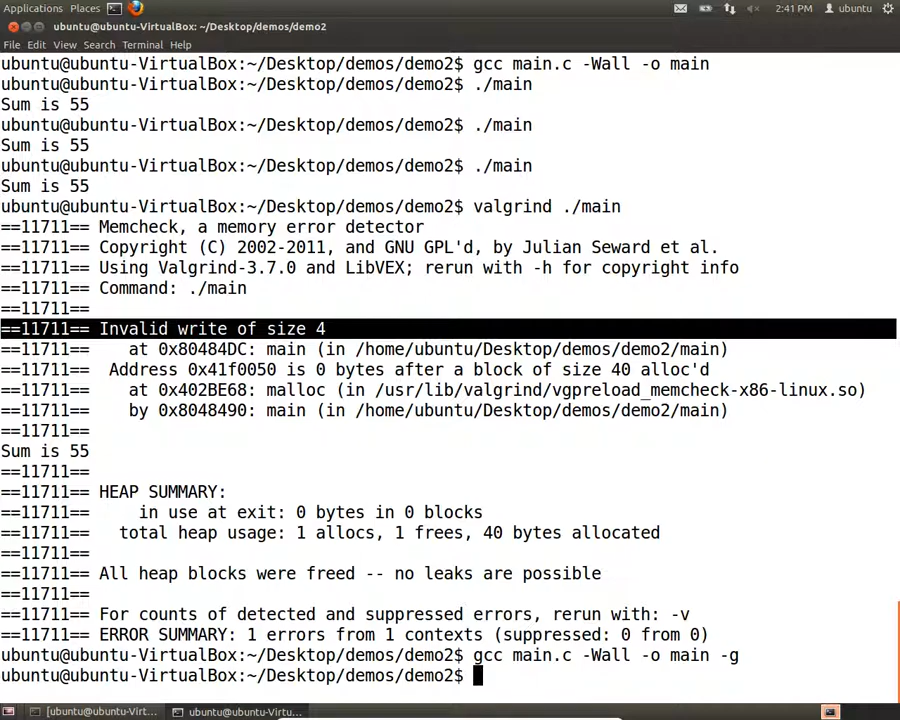 Applications Places 2:41 PM ubuntu
ubuntu@ubuntu-VirtualBox: ~/Desktop/demos/demo2
File Edit View Search Terminal Help
ubuntu@ubuntu-VirtualBox:~/Desktop/demos/demo2$ gcc main.c -Wall -o main
ubuntu@ubuntu-VirtualBox:~/Desktop/demos/demo2$ ./main
Sum is 55
ubuntu@ubuntu-VirtualBox:~/Desktop/demos/demo2$ ./main
Sum is 55
ubuntu@ubuntu-VirtualBox:~/Desktop/demos/demo2$ ./main
Sum is 55
ubuntu@ubuntu-VirtualBox:~/Desktop/demos/demo2$ valgrind ./main
==11711== Memcheck, a memory error detector
==11711== Copyright (C) 2002-2011, and GNU GPL'd, by Julian Seward et al.
==11711== Using Valgrind-3.7.0 and LibVEX; rerun with -h for copyright info
==11711== Command: ./main
==11711==
==11711== Invalid write of size 4
==11711==    at 0x80484DC: main (in /home/ubuntu/Desktop/demos/demo2/main)
==11711==  Address 0x41f0050 is 0 bytes after a block of size 40 alloc'd
==11711==    at 0x402BE68: malloc (in /usr/lib/valgrind/vgpreload_memcheck-x86-linux.so)
==11711==    by 0x8048490: main (in /home/ubuntu/Desktop/demos/demo2/main)
==11711==
Sum is 55
==11711==
==11711== HEAP SUMMARY:
==11711==     in use at exit: 0 bytes in 0 blocks
==11711==   total heap usage: 1 allocs, 1 frees, 40 bytes allocated
==11711==
==11711== All heap blocks were freed -- no leaks are possible
==11711==
==11711== For counts of detected and suppressed errors, rerun with: -v
==11711== ERROR SUMMARY: 1 errors from 1 contexts (suppressed: 0 from 0)
ubuntu@ubuntu-VirtualBox:~/Desktop/demos/demo2$ gcc main.c -Wall -o main -g
ubuntu@ubuntu-VirtualBox:~/Desktop/demos/demo2$
[ubuntu@ubuntu-Virt... ubuntu@ubuntu-Virtu...